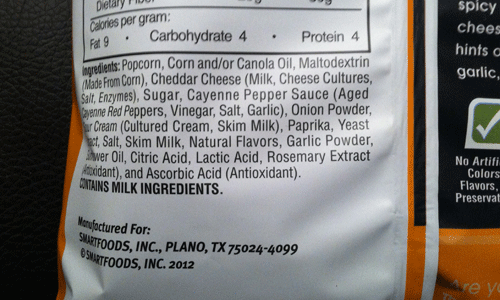 Dietary
Calories per gram:
Fat 9 • Carbohydrate 4 • Protein 4
Ingredients: Popcorn, Corn and/or Canola Oil, Maltodextrin
(Made From Corn), Cheddar Cheese (Milk, Cheese Cultures,
Salt, Enzymes), Sugar, Cayenne Pepper Sauce (Aged
Cayenne Red Peppers, Vinegar, Salt, Garlic), Onion Powder,
Cream (Cultured Cream, Skim Milk), Paprika, Yeast
Salt, Skim Milk, Natural Flavors, Garlic Powder,
Oil, Citric Acid, Lactic Acid, Rosemary Extract
(Antioxidant), and Ascorbic Acid (Antioxidant).
CONTAINS MILK INGREDIENTS.
Manufactured For:
SMARTFOODS, INC., PLANO, TX 75024-4099
© SMARTFOODS, INC. 2012
spicy
chees
hints o
garlic,
No Artifi
Colors
Flavors,
Preservat